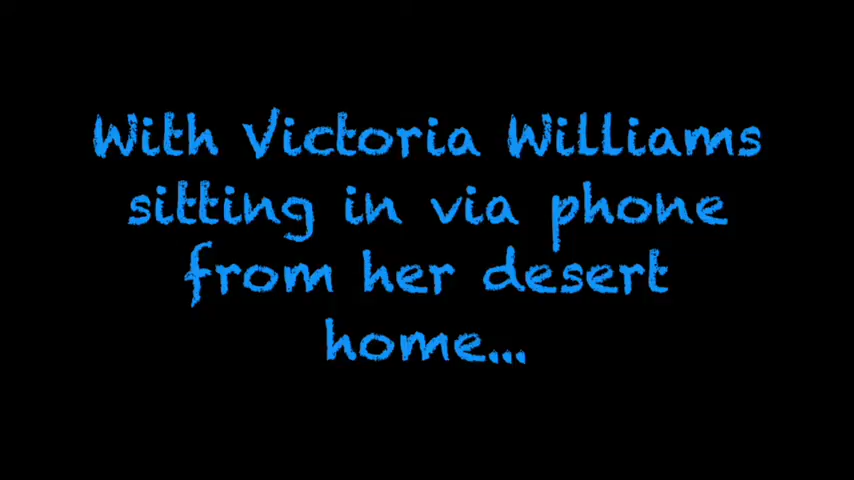 With Victoria Williams
sitting in via phone
from her desert
home...